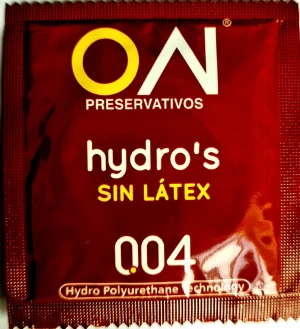 ON®
PRESERVATIVOS
hydro's
SIN LÁTEX
0.04
Hydro Polyurethane Technology